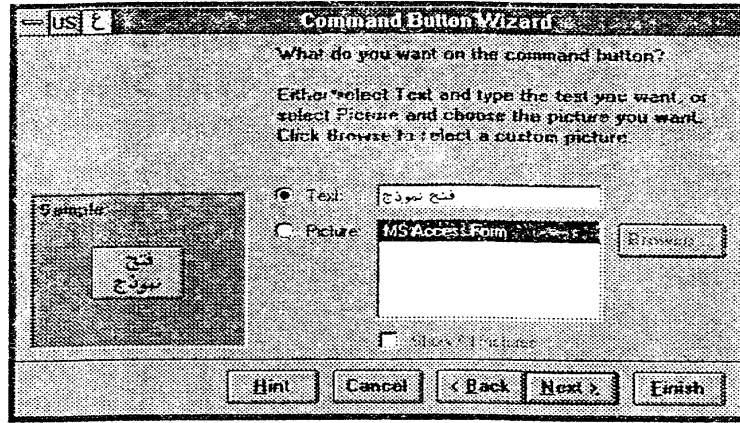 US ع Command Button Wizard
What do you want on the command button?
Either select Text and type the text you want, or
select Picture and choose the picture you want.
Click Browse to select a custom picture.
Sample:
Text: فتح نموذج
Picture: MS Access Form Browse...
فتح
نموذج
Hint Cancel < Back Next > Finish